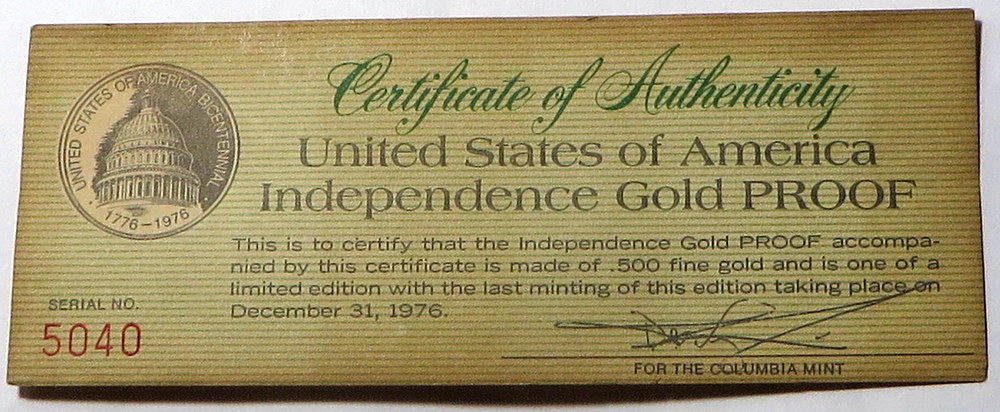 UNITED STATES OF AMERICA BICENTENNIAL
1776-1976
Certificate of Authenticity
United States of America
Independence Gold PROOF
This is to certify that the Independence Gold PROOF accompa-
nied by this certificate is made of .500 fine gold and is one of a
limited edition with the last minting of this edition taking place on
December 31, 1976.
SERIAL NO.
5040
FOR THE COLUMBIA MINT